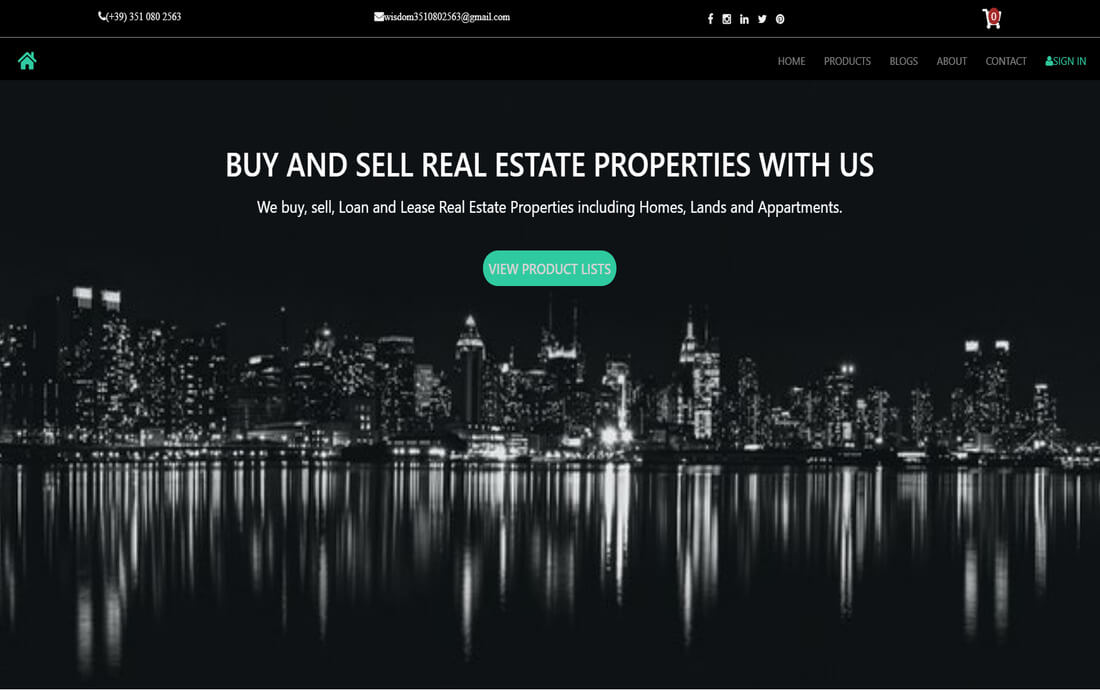 (+39) 351 080 2563
wisdom3510802563@gmail.com
0
HOME PRODUCTS BLOGS ABOUT CONTACT SIGN IN
BUY AND SELL REAL ESTATE PROPERTIES WITH US
We buy, sell, Loan and Lease Real Estate Properties including Homes, Lands and Appartments.
VIEW PRODUCT LISTS